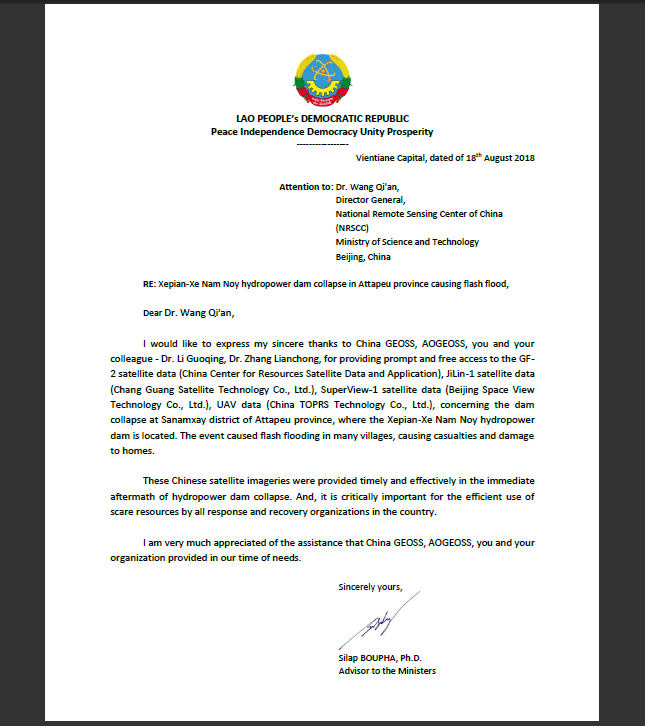 LAO PEOPLE's DEMOCRATIC REPUBLIC
Peace Independence Democracy Unity Prosperity
-----------------
Vientiane Capital, dated of 18th August 2018
Attention to: Dr. Wang Qi'an,
Director General,
National Remote Sensing Center of China
(NRSCC)
Ministry of Science and Technology
Beijing, China
RE: Xepian-Xe Nam Noy hydropower dam collapse in Attapeu province causing flash flood,
Dear Dr. Wang Qi'an,
I would like to express my sincere thanks to China GEOSS, AOGEOSS, you and your
colleague - Dr. Li Guoqing, Dr. Zhang Lianchong, for providing prompt and free access to the GF-
2 satellite data (China Center for Resources Satellite Data and Application), JiLin-1 satellite data
(Chang Guang Satellite Technology Co., Ltd.), SuperView-1 satellite data (Beijing Space View
Technology Co., Ltd.), UAV data (China TOPRS Technology Co., Ltd.), concerning the dam
collapse at Sanamxay district of Attapeu province, where the Xepian-Xe Nam Noy hydropower
dam is located. The event caused flash flooding in many villages, causing casualties and damage
to homes.
These Chinese satellite imageries were provided timely and effectively in the immediate
aftermath of hydropower dam collapse. And, it is critically important for the efficient use of
scare resources by all response and recovery organizations in the country.
I am very much appreciated of the assistance that China GEOSS, AOGEOSS, you and your
organization provided in our time of needs.
Sincerely yours,
Silap BOUPHA, Ph.D.
Advisor to the Ministers